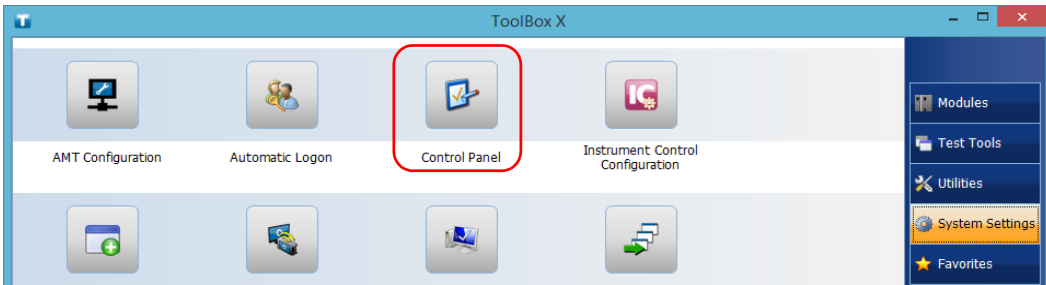 ToolBox X
AMT Configuration
Automatic Logon
Control Panel
Instrument Control
Configuration
Modules
Test Tools
Utilities
System Settings
Favorites